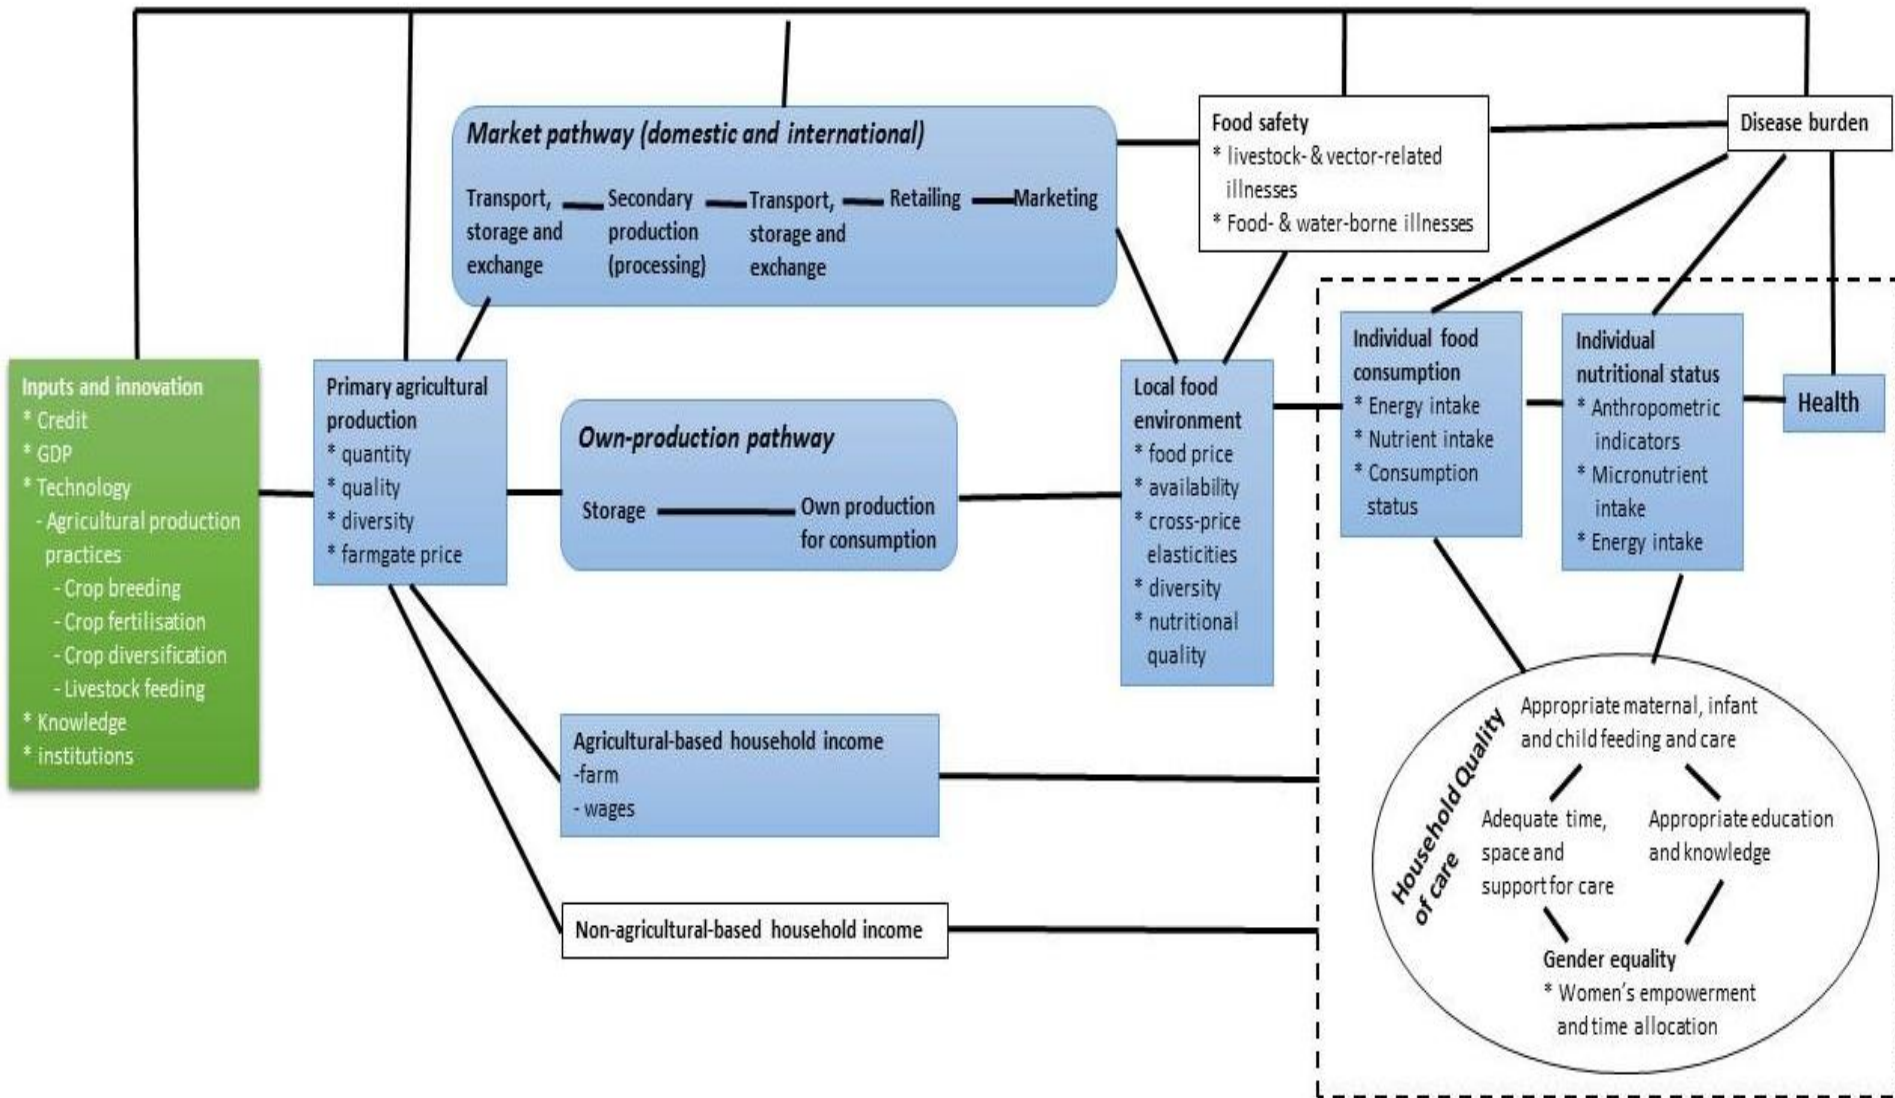 Market pathway (domestic and international)
Transport,
storage and
exchange
Secondary
production
(processing)
Transport,
storage and
exchange
Retailing
Marketing
Food safety
* livestock- & vector-related
illnesses
* Food- & water-borne illnesses
Disease burden
Inputs and innovation
* Credit
* GDP
* Technology
- Agricultural production
practices
- Crop breeding
- Crop fertilisation
- Crop diversification
- Livestock feeding
* Knowledge
* institutions
Primary agricultural
production
* quantity
* quality
* diversity
* farmgate price
Own-production pathway
Storage
Own production
for consumption
Local food
environment
* food price
* availability
* cross-price
elasticities
* diversity
* nutritional
quality
Individual food
consumption
* Energy intake
* Nutrient intake
* Consumption
status
Individual
nutritional status
* Anthropometric
indicators
* Micronutrient
intake
* Energy intake
Health
Agricultural-based household income
-farm
- wages
Non-agricultural-based household income
Household Quality
of care
Appropriate maternal, infant
and child feeding and care
Adequate time,
space and
support for care
Appropriate education
and knowledge
Gender equality
* Women's empowerment
and time allocation